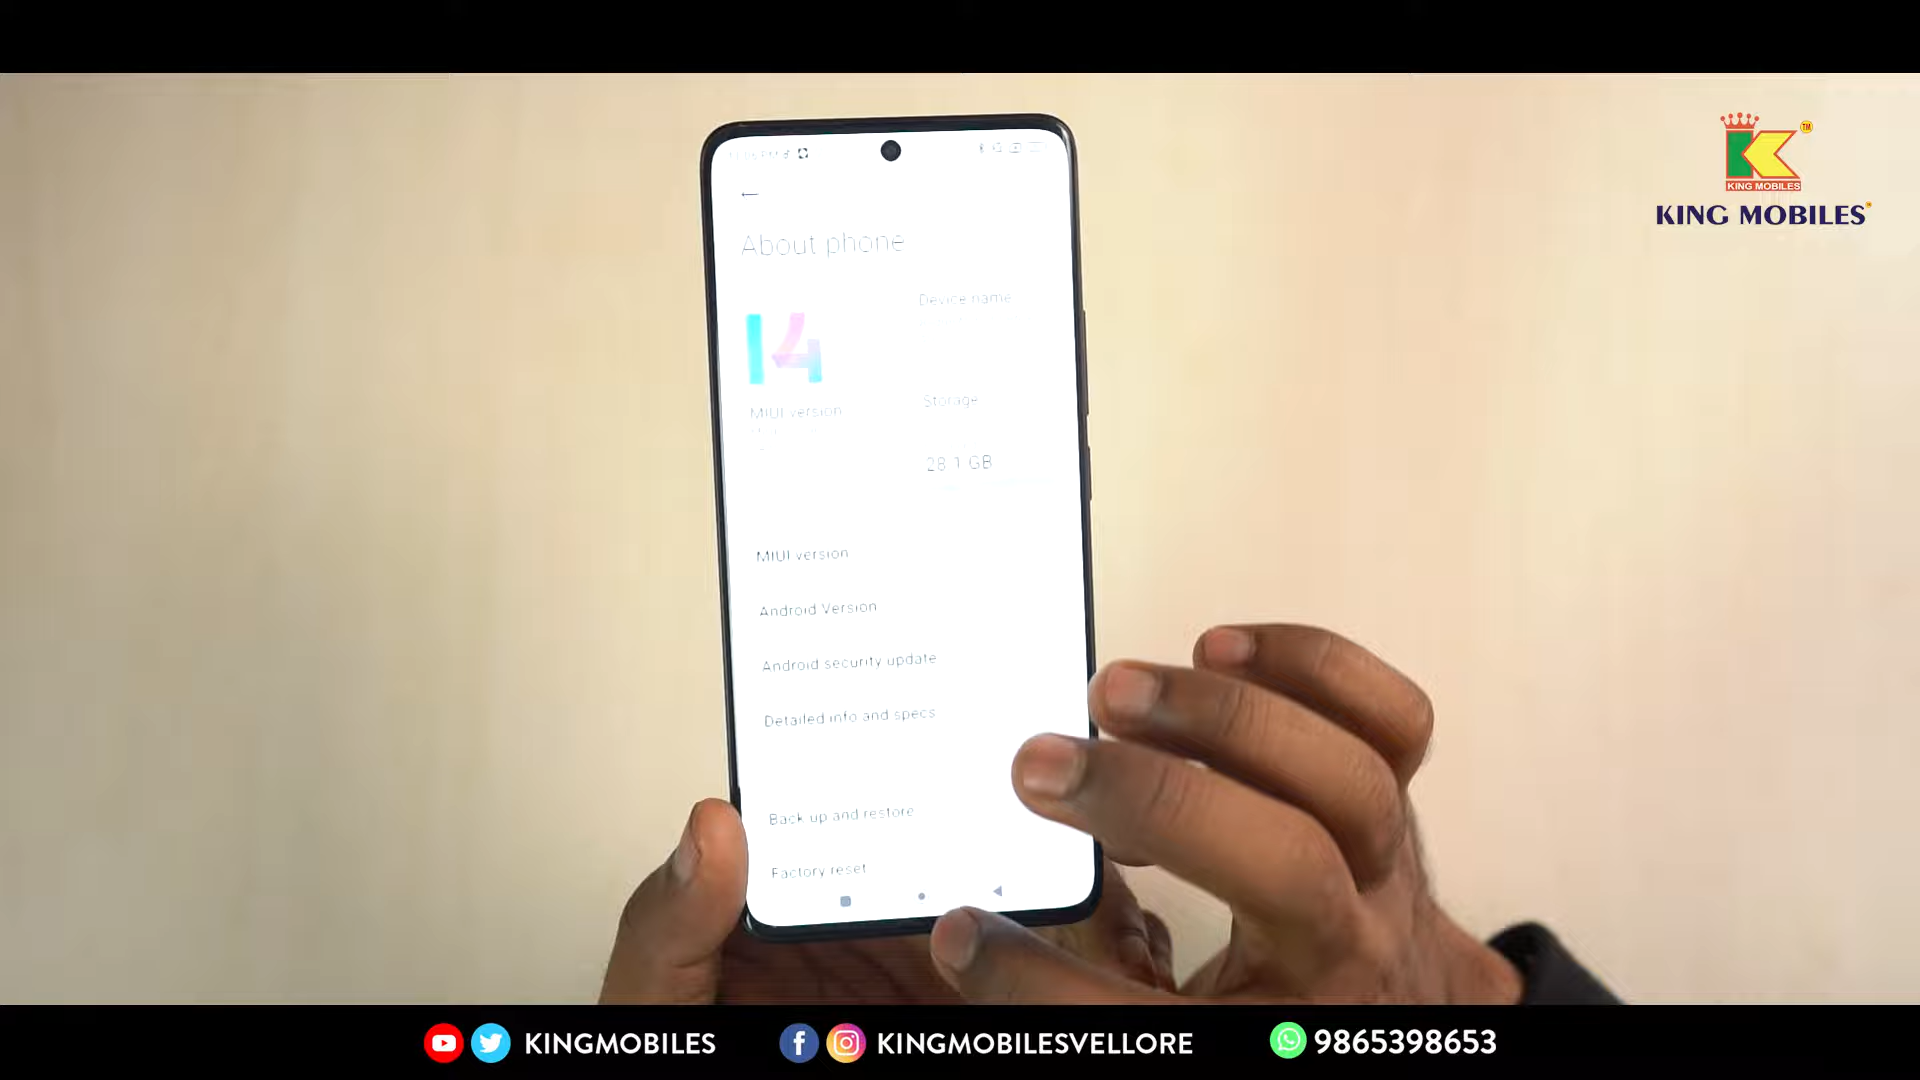 KING MOBILES
KING MOBILES
TM
←
About phone
Device name
14
MIUI version
Storage
28.1 GB
MIUI version
Android Version
Android security update
Detailed info and specs
Back up and restore
Factory reset
KINGMOBILES
KINGMOBILESVELLORE
9865398653